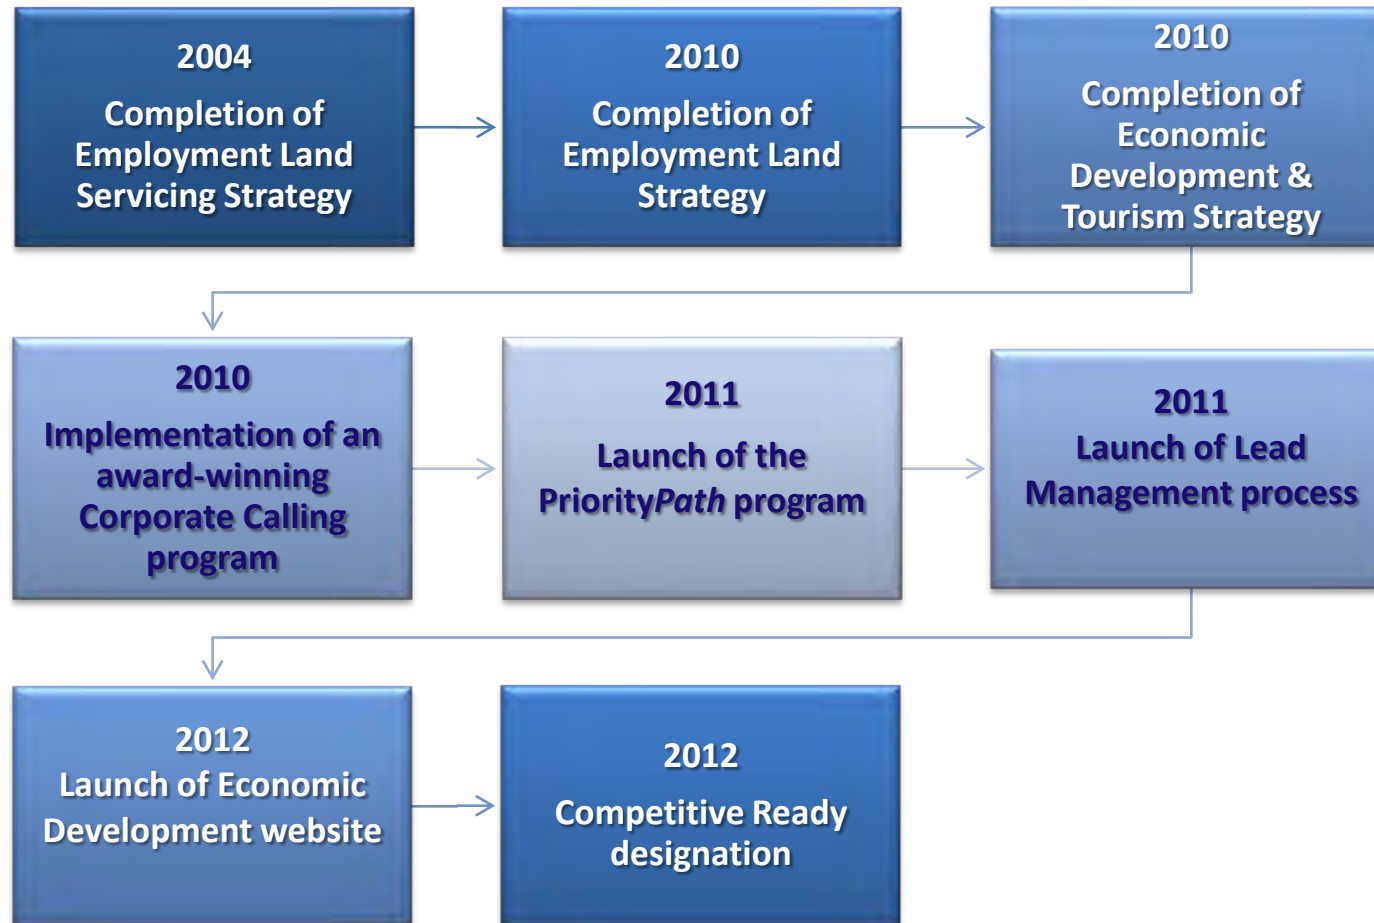 2004
Completion of
Employment Land
Servicing Strategy
2010
Completion of
Employment Land
Strategy
2010
Completion of
Economic
Development &
Tourism Strategy
2010
Implementation of an
award-winning
Corporate Calling
program
2011
Launch of the
PriorityPath program
2011
Launch of Lead
Management process
2012
Launch of Economic
Development website
2012
Competitive Ready
designation